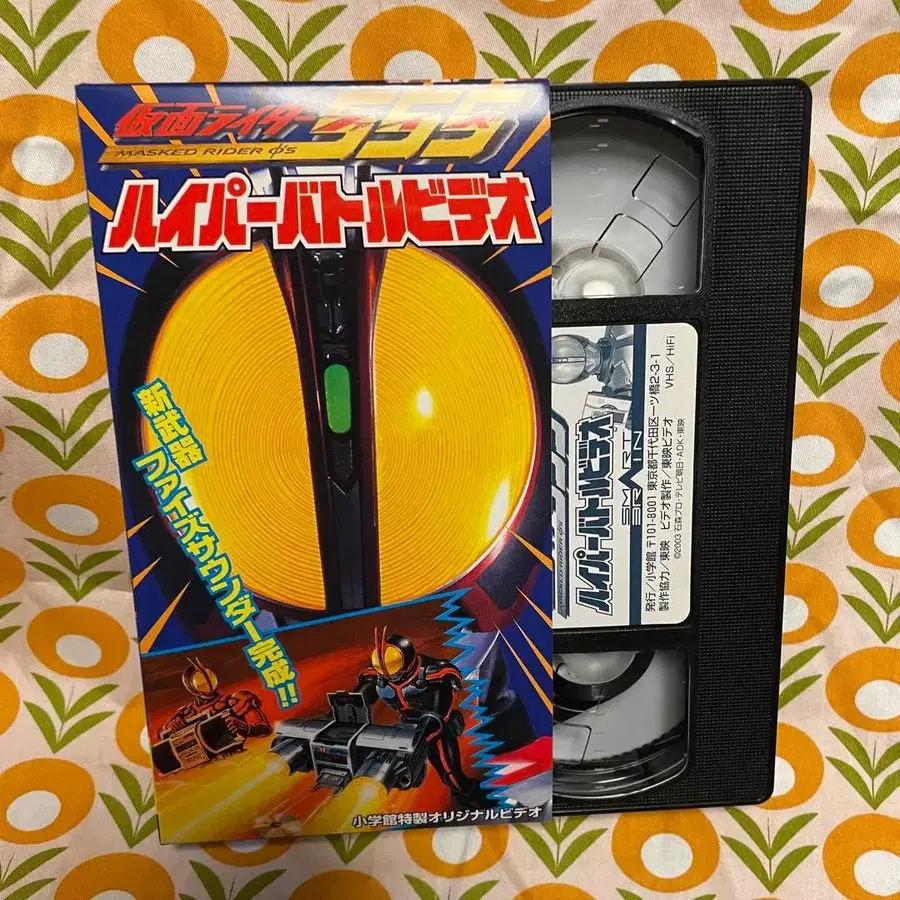 仮面ライダー555
MASKED RIDER Φ'S
ハイパーバトルビデオ
新武器
ファイズサウンダー完成!!
小学館特製オリジナルビデオ
MASKED RIDER Φ'S
ハイパーバトルビデオ
SMART
BRAIN
発行/小学館 〒101-8001 東京都千代田区一ツ橋2-3-1
製作協力/東映 ビデオ製作/東映ビデオ
©2003 石森プロ・テレビ朝日・ADK・東映
VHS/HiFi